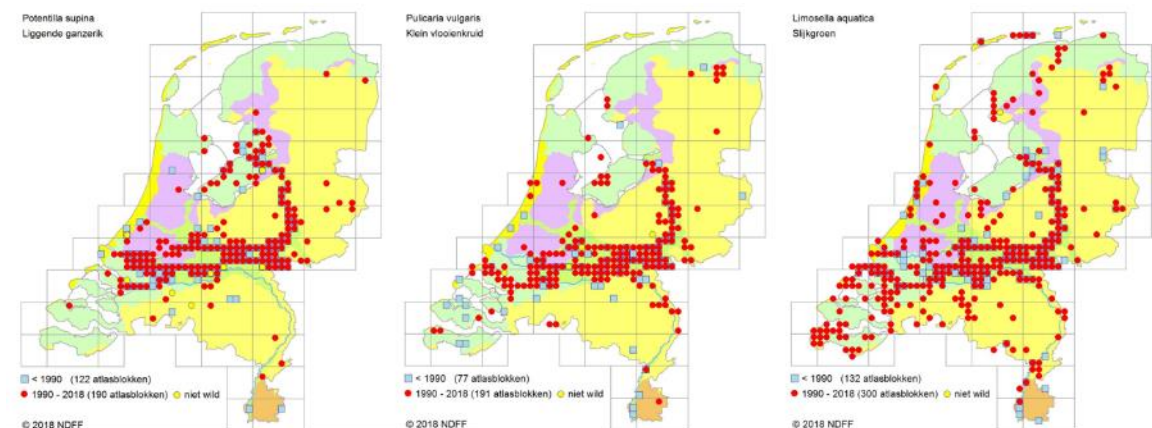 Potentilla supina
Liggende ganzerik
< 1990 (122 atlasblokken)
1990 - 2018 (190 atlasblokken) niet wild
© 2018 NDFF
Pulicaria vulgaris
Klein vlooienkruid
< 1990 (77 atlasblokken)
1990 - 2018 (191 atlasblokken) niet wild
© 2018 NDFF
Limosella aquatica
Slijkgroen
< 1990 (132 atlasblokken)
1990 - 2018 (300 atlasblokken) niet wild
© 2018 NDFF